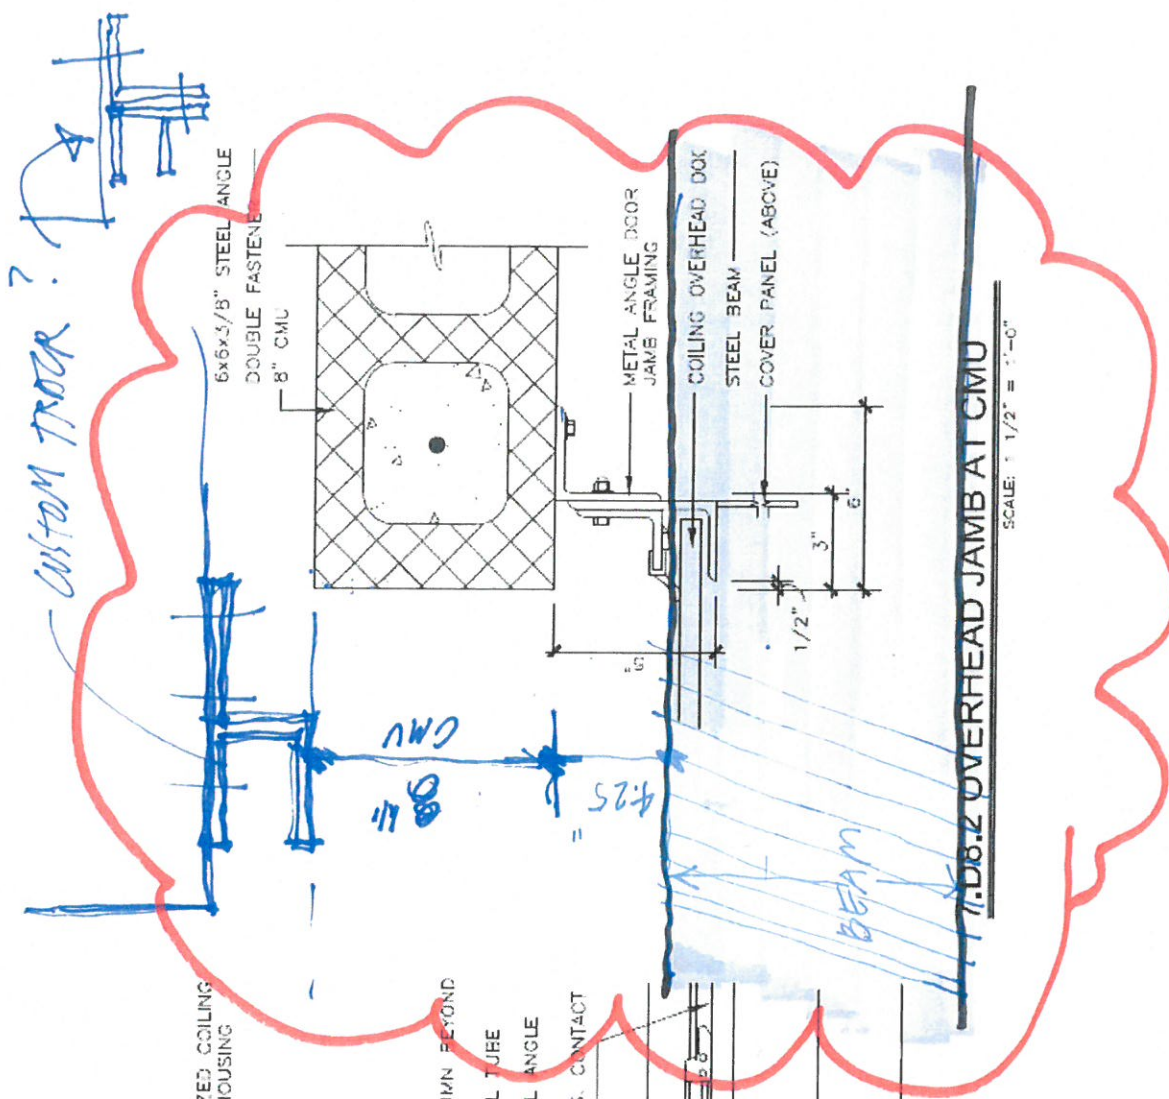 CUSTOM TRACK ?
6x6x3/8" STEEL ANGLE
DOUBLE FASTENE
8" CMU
METAL ANGLE DOOR
JAMB FRAMING
COILING OVERHEAD DOO
STEEL BEAM
COVER PANEL (ABOVE)
6"
3"
1/2"
8"
CMU
4.25"
BEAM
7.D8.2 OVERHEAD JAMB AT CMU
SCALE: 1 1/2" = 1'-0"
ZED COILING
HOUSING
MN BEYOND
L TUBE
L ANGLE
CONTACT